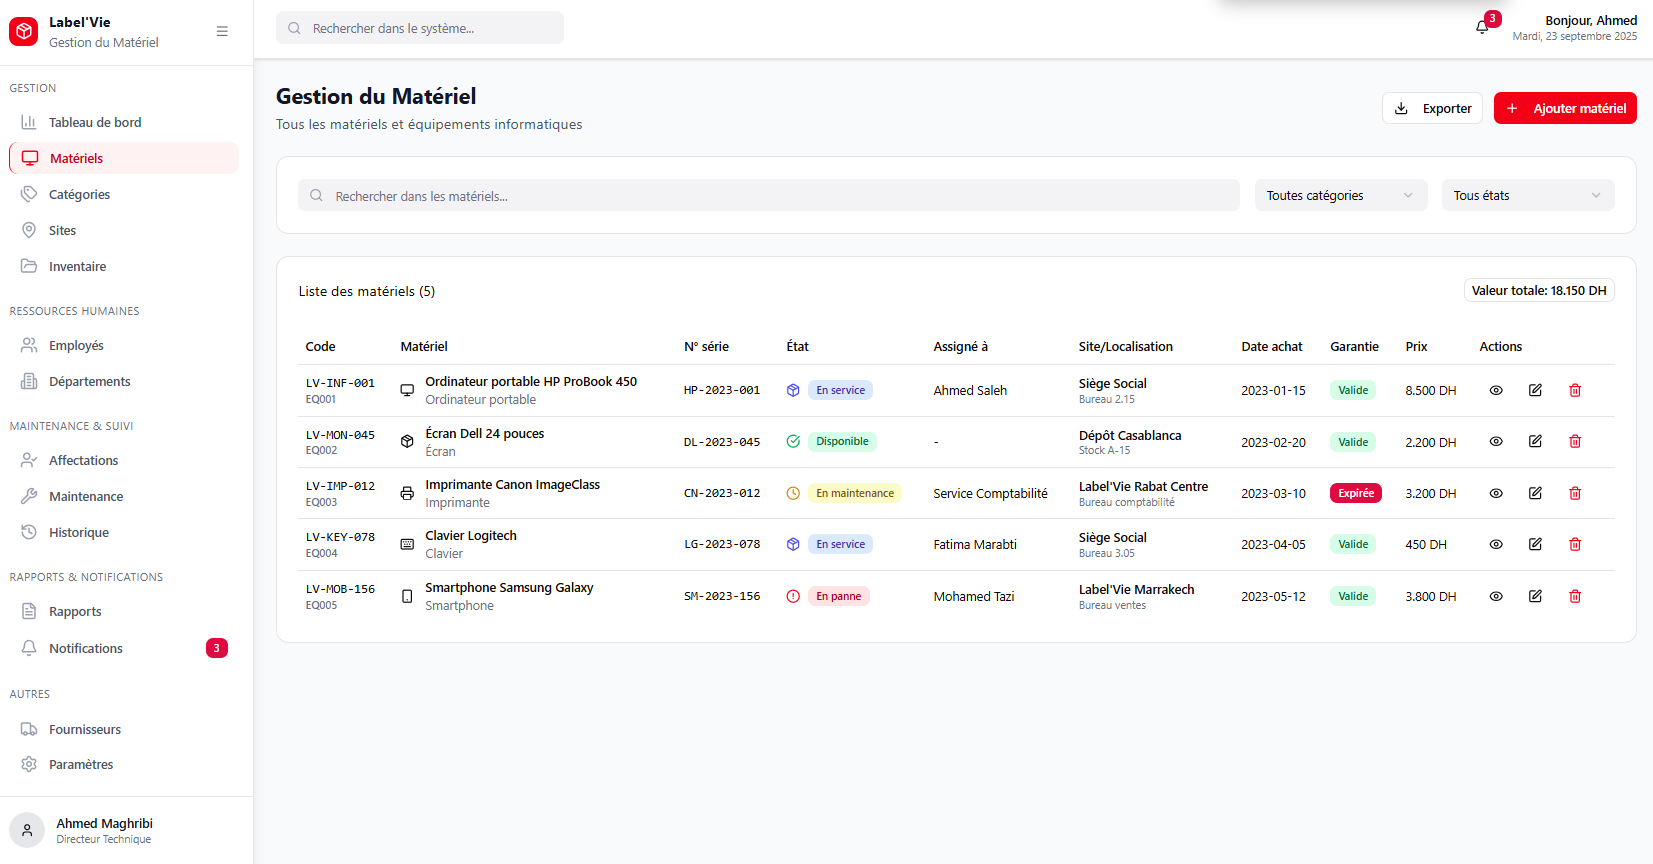 Label'Vie
Gestion du Matériel
GESTION
Tableau de bord
Matériels
Catégories
Sites
Inventaire
RESSOURCES HUMAINES
Employés
Départements
MAINTENANCE & SUIVI
Affectations
Maintenance
Historique
RAPPORTS & NOTIFICATIONS
Rapports
Notifications 3
AUTRES
Fournisseurs
Paramètres
Ahmed Maghribi
Directeur Technique
Rechercher dans le système...
3
Bonjour, Ahmed
Mardi, 23 septembre 2025
Gestion du Matériel
Tous les matériels et équipements informatiques
Exporter
Ajouter matériel
Rechercher dans les matériels...
Toutes catégories
Tous états
Liste des matériels (5)
Valeur totale: 18.150 DH
Code Matériel N° série État Assigné à Site/Localisation Date achat Garantie Prix Actions
LV-INF-001 Ordinateur portable HP ProBook 450 HP-2023-001 En service Ahmed Saleh Siège Social 2023-01-15 Valide 8.500 DH
EQ001 Ordinateur portable Bureau 2.15
LV-MON-045 Écran Dell 24 pouces DL-2023-045 Disponible - Dépôt Casablanca 2023-02-20 Valide 2.200 DH
EQ002 Écran Stock A-15
LV-IMP-012 Imprimante Canon ImageClass CN-2023-012 En maintenance Service Comptabilité Label'Vie Rabat Centre 2023-03-10 Expirée 3.200 DH
EQ003 Imprimante Bureau comptabilité
LV-KEY-078 Clavier Logitech LG-2023-078 En service Fatima Marabti Siège Social 2023-04-05 Valide 450 DH
EQ004 Clavier Bureau 3.05
LV-MOB-156 Smartphone Samsung Galaxy SM-2023-156 En panne Mohamed Tazi Label'Vie Marrakech 2023-05-12 Valide 3.800 DH
EQ005 Smartphone Bureau ventes